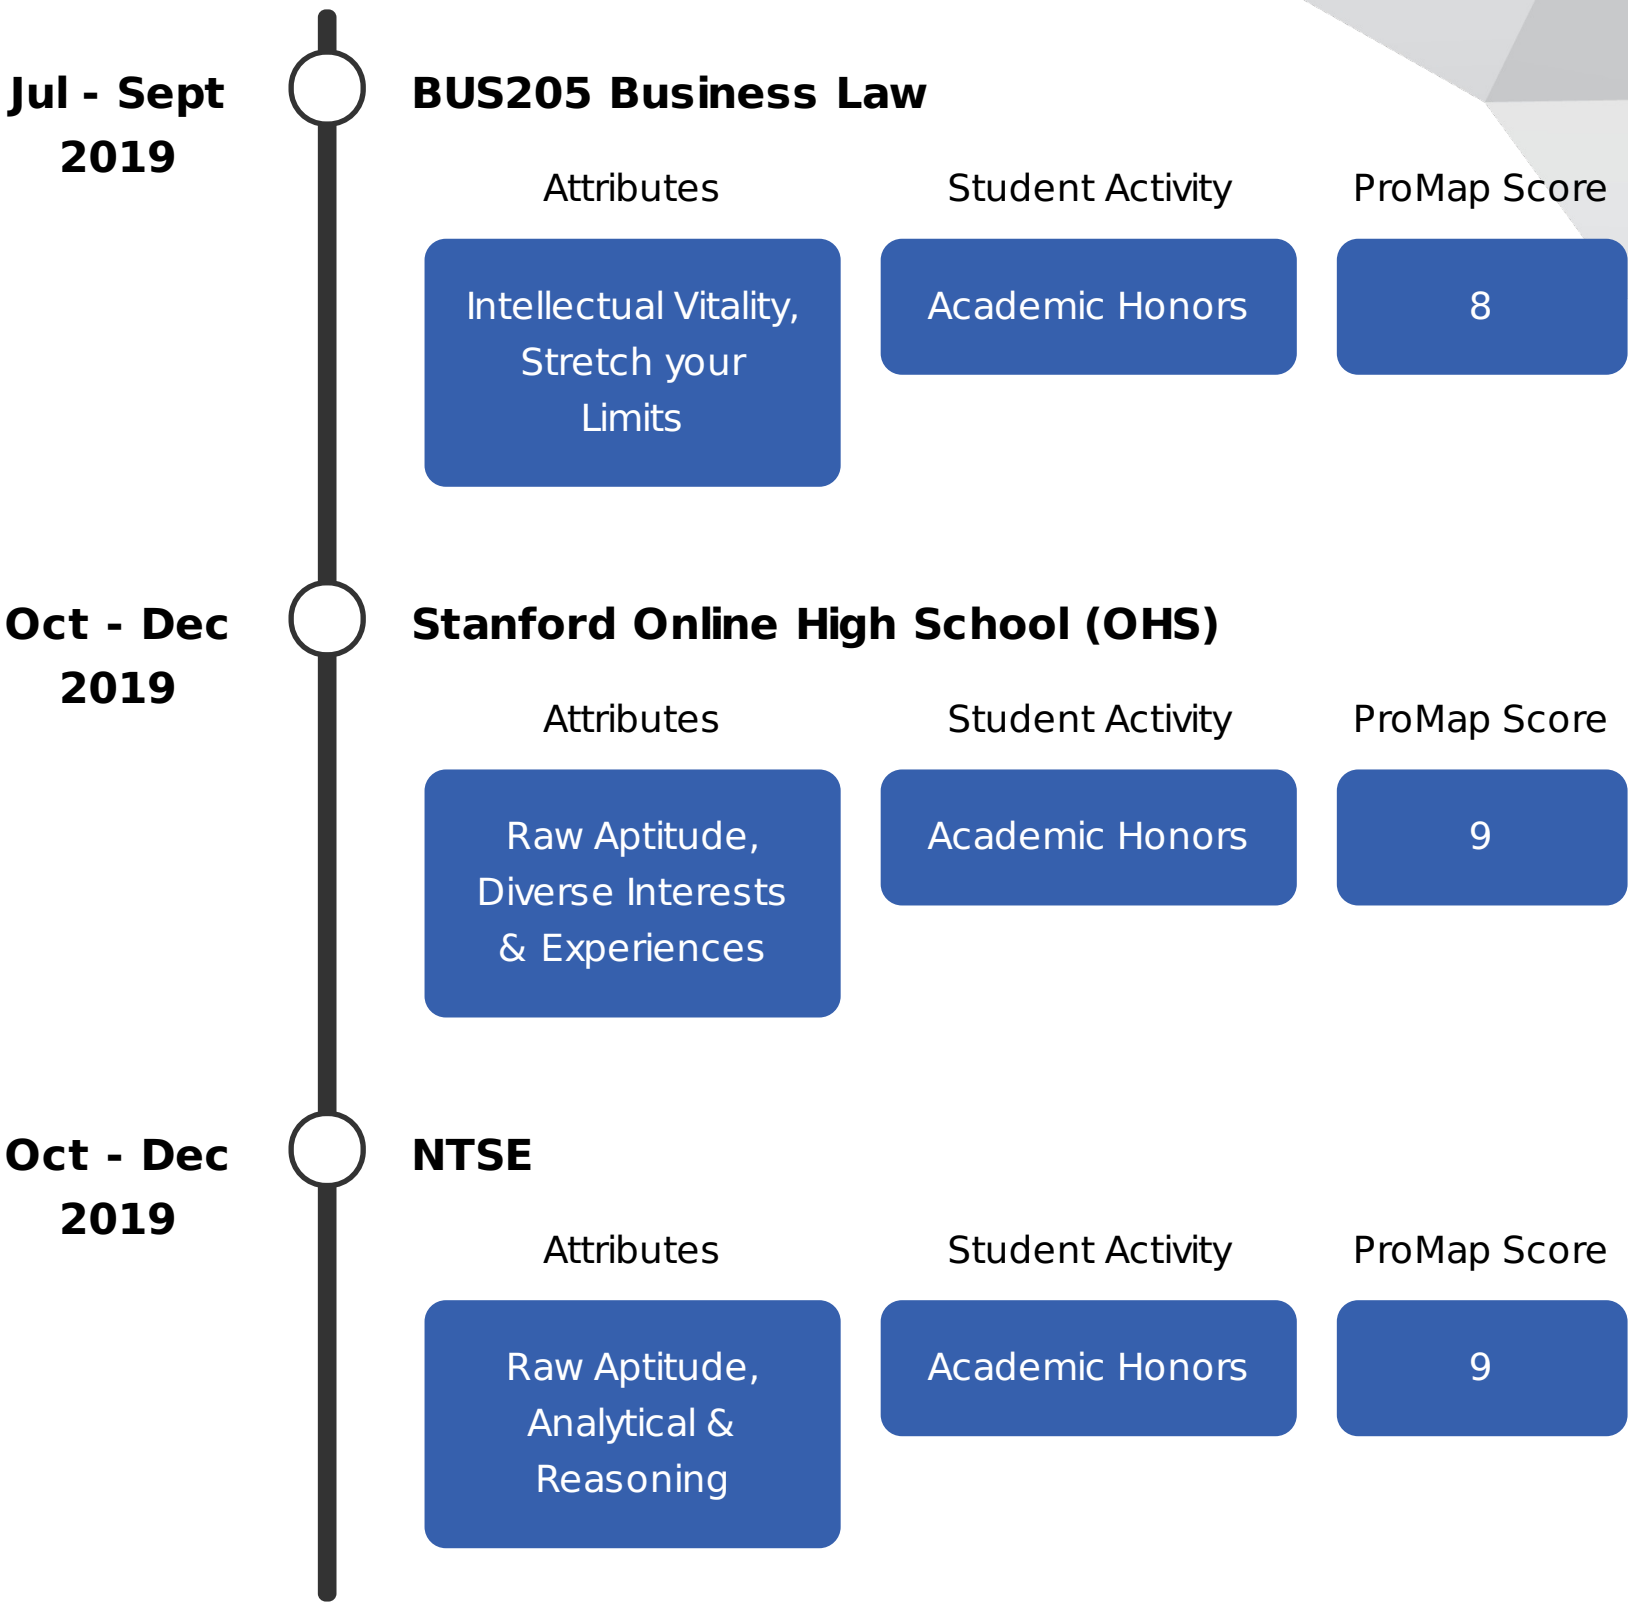 Jul - Sept
2019
BUS205 Business Law
Attributes
Student Activity
ProMap Score
Intellectual Vitality,
Stretch your
Limits
Academic Honors
8
Oct - Dec
2019
Stanford Online High School (OHS)
Attributes
Student Activity
ProMap Score
Raw Aptitude,
Diverse Interests
& Experiences
Academic Honors
9
Oct - Dec
2019
NTSE
Attributes
Student Activity
ProMap Score
Raw Aptitude,
Analytical &
Reasoning
Academic Honors
9